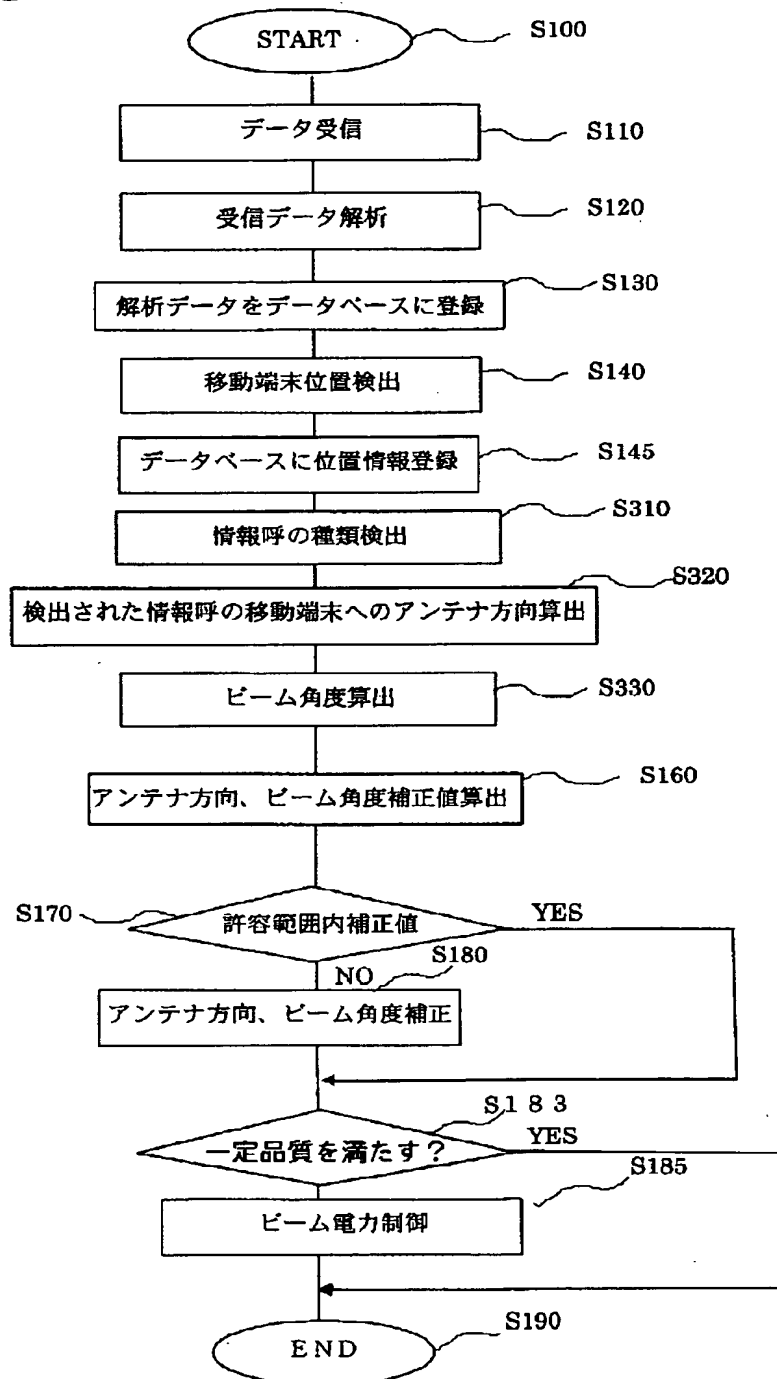 START
S100
データ受信
S110
受信データ解析
S120
解析データをデータベースに登録
S130
移動端末位置検出
S140
データベースに位置情報登録
S145
情報呼の種類検出
S310
検出された情報呼の移動端末へのアンテナ方向算出
S320
ビーム角度算出
S330
アンテナ方向、ビーム角度補正値算出
S160
S170
許容範囲内補正値
YES
NO
S180
アンテナ方向、ビーム角度補正
S183
一定品質を満たす？
YES
S185
ビーム電力制御
END
S190